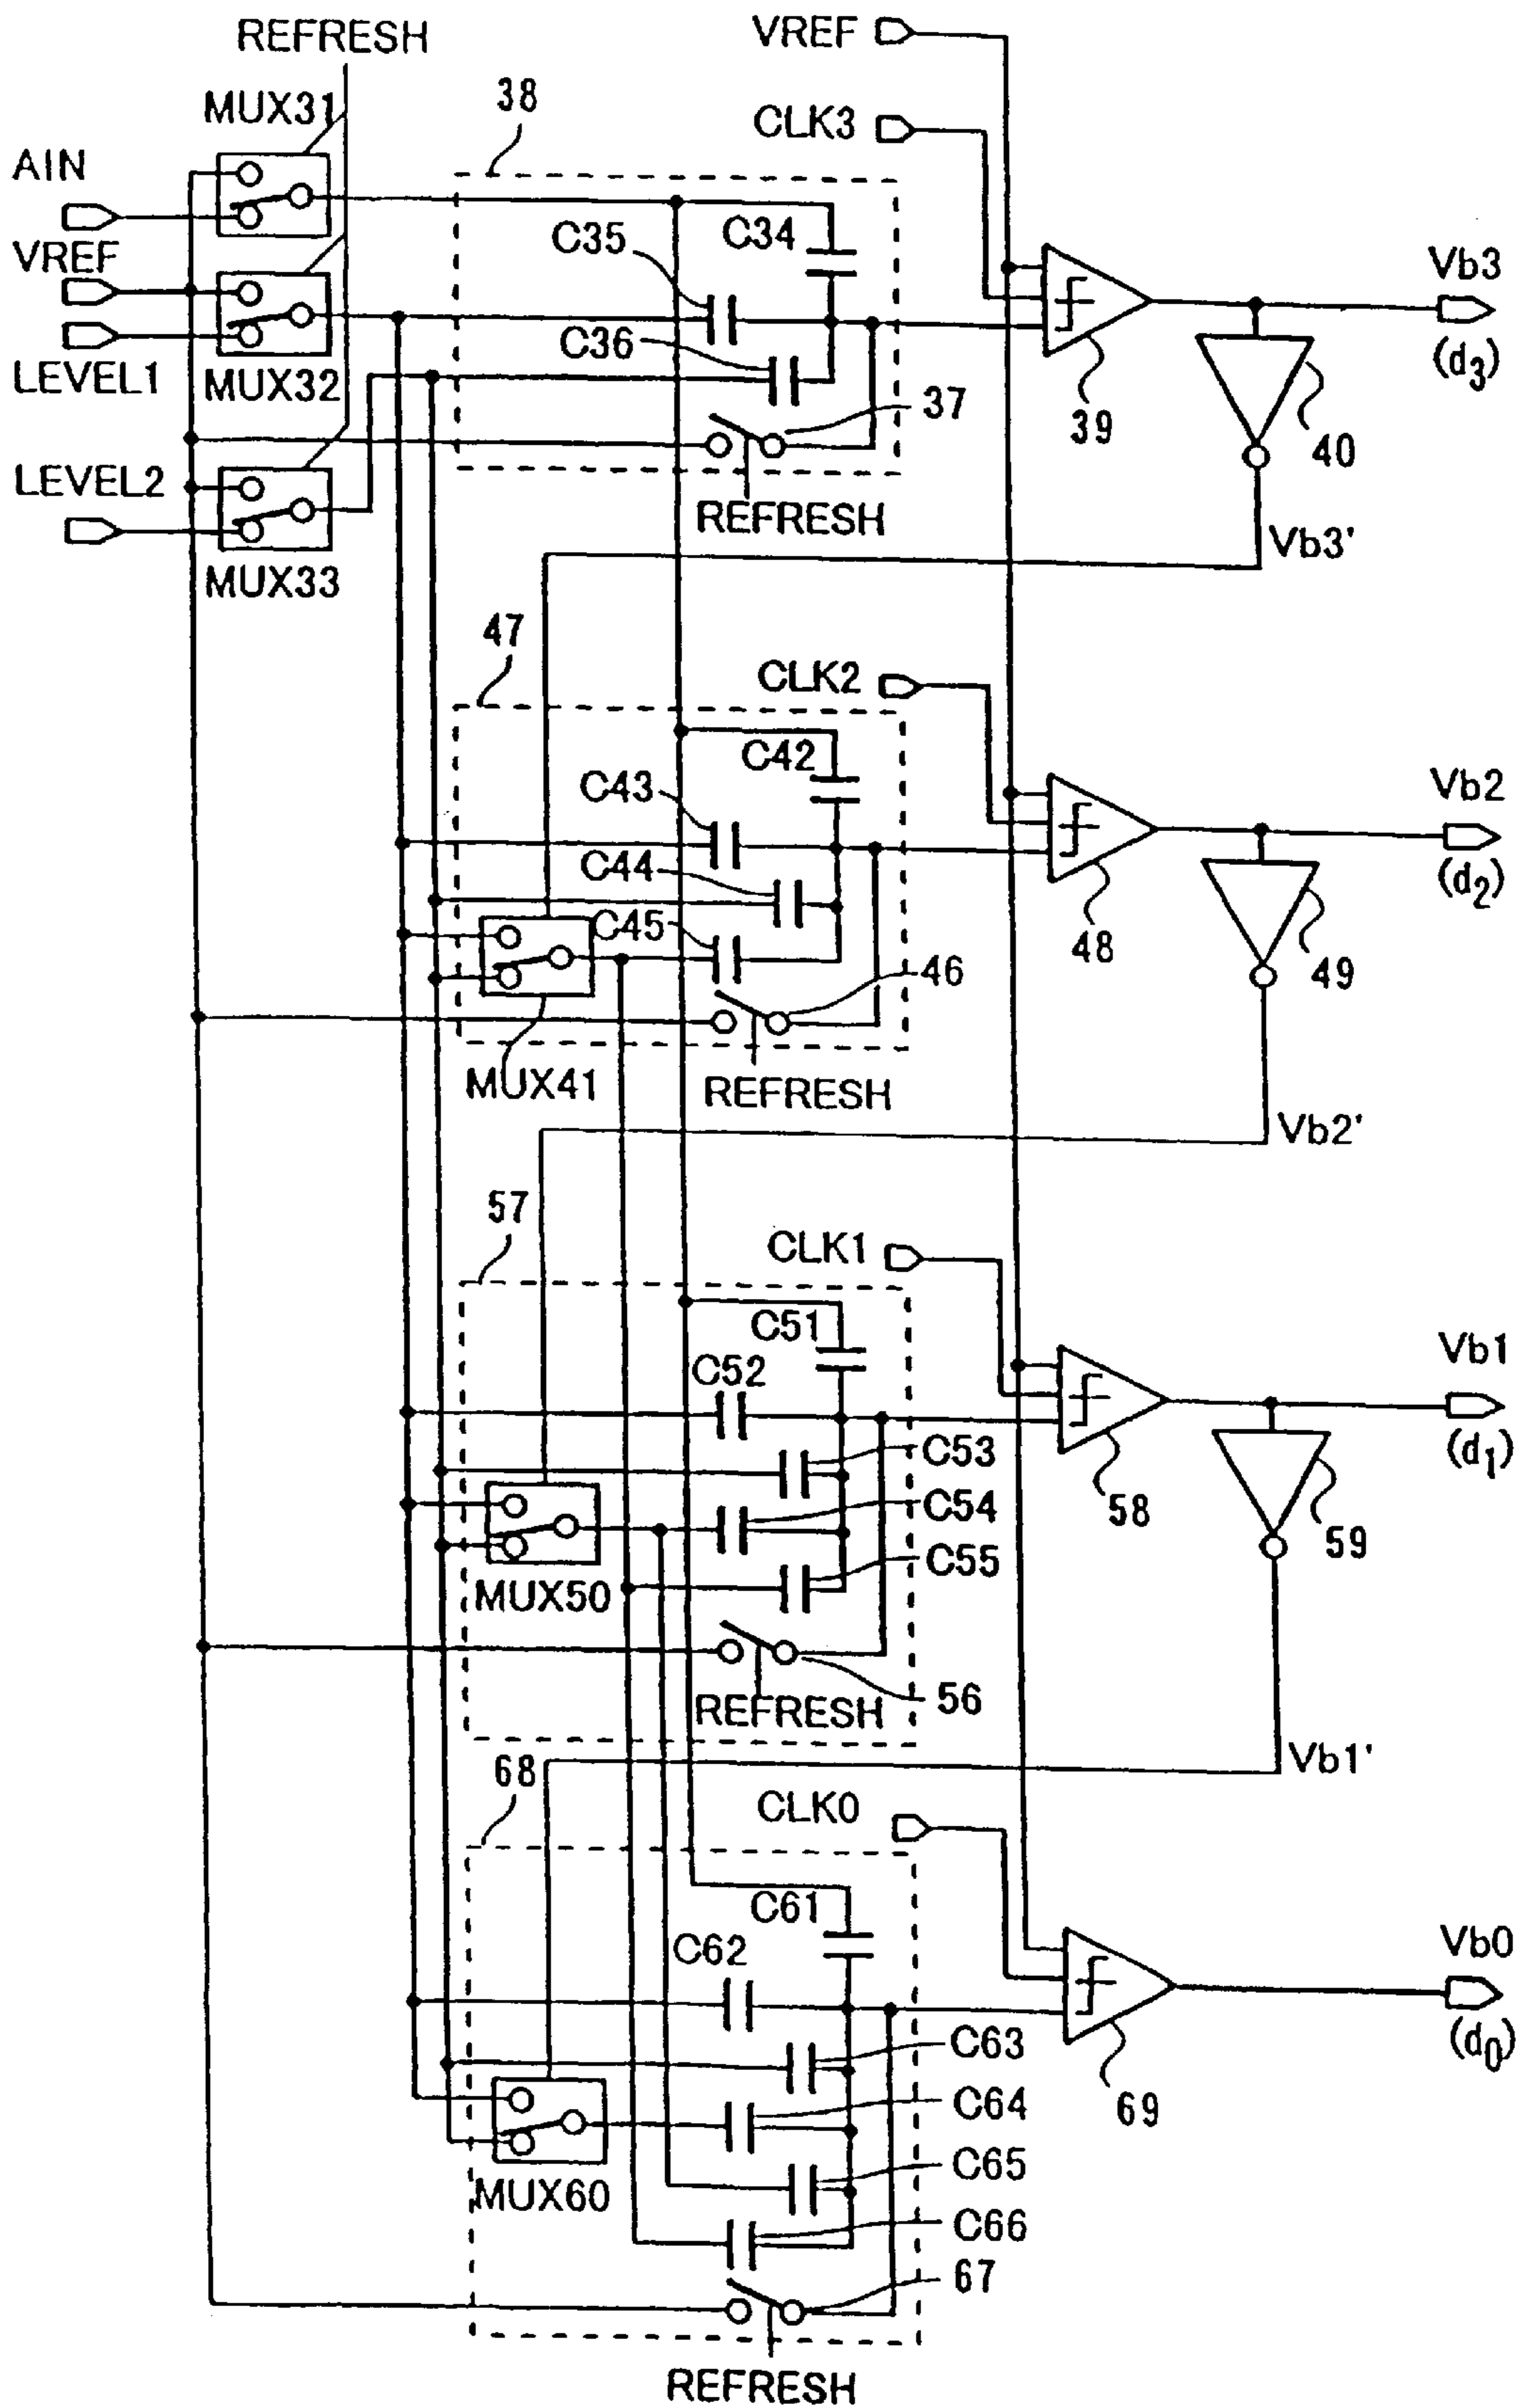 REFRESH
VREF
MUX31
38
CLK3
AIN
C35
C34
VREF
Vb3
C36
LEVEL1
MUX32
(d3)
37
39
40
LEVEL2
REFRESH
Vb3'
MUX33
47
CLK2
C42
C43
Vb2
C44
(d2)
C45
48
49
46
MUX41
REFRESH
Vb2'
57
CLK1
C51
C52
Vb1
C53
(d1)
C54
58
59
C55
MUX50
56
REFRESH
68
Vb1'
CLK0
C61
C62
Vb0
C63
(d0)
C64
69
C65
MUX60
C66
67
REFRESH